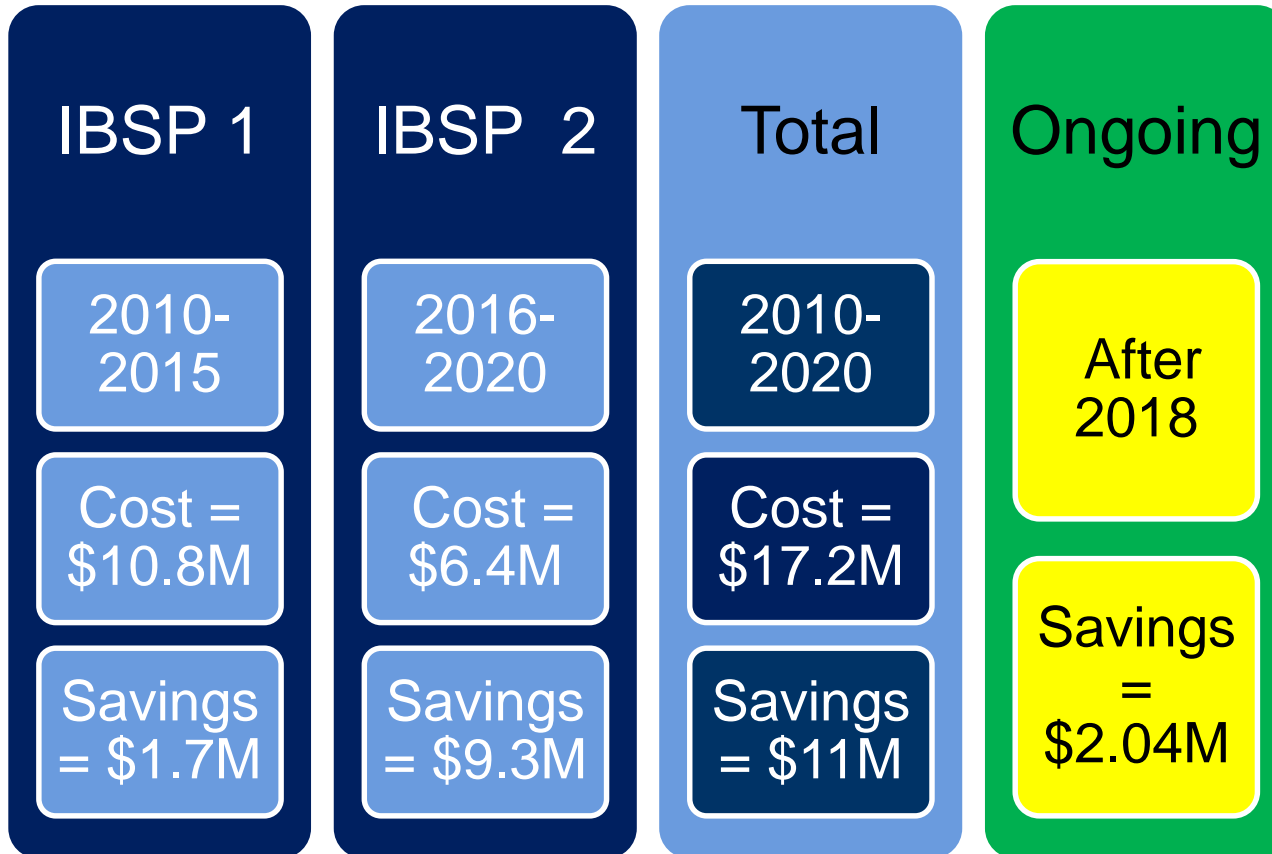 IBSP 1
2010-
2015
Cost =
$10.8M
Savings
= $1.7M
IBSP  2
2016-
2020
Cost =
$6.4M
Savings
= $9.3M
Total
2010-
2020
Cost =
$17.2M
Savings
= $11M
Ongoing
After
2018
Savings
=
$2.04M